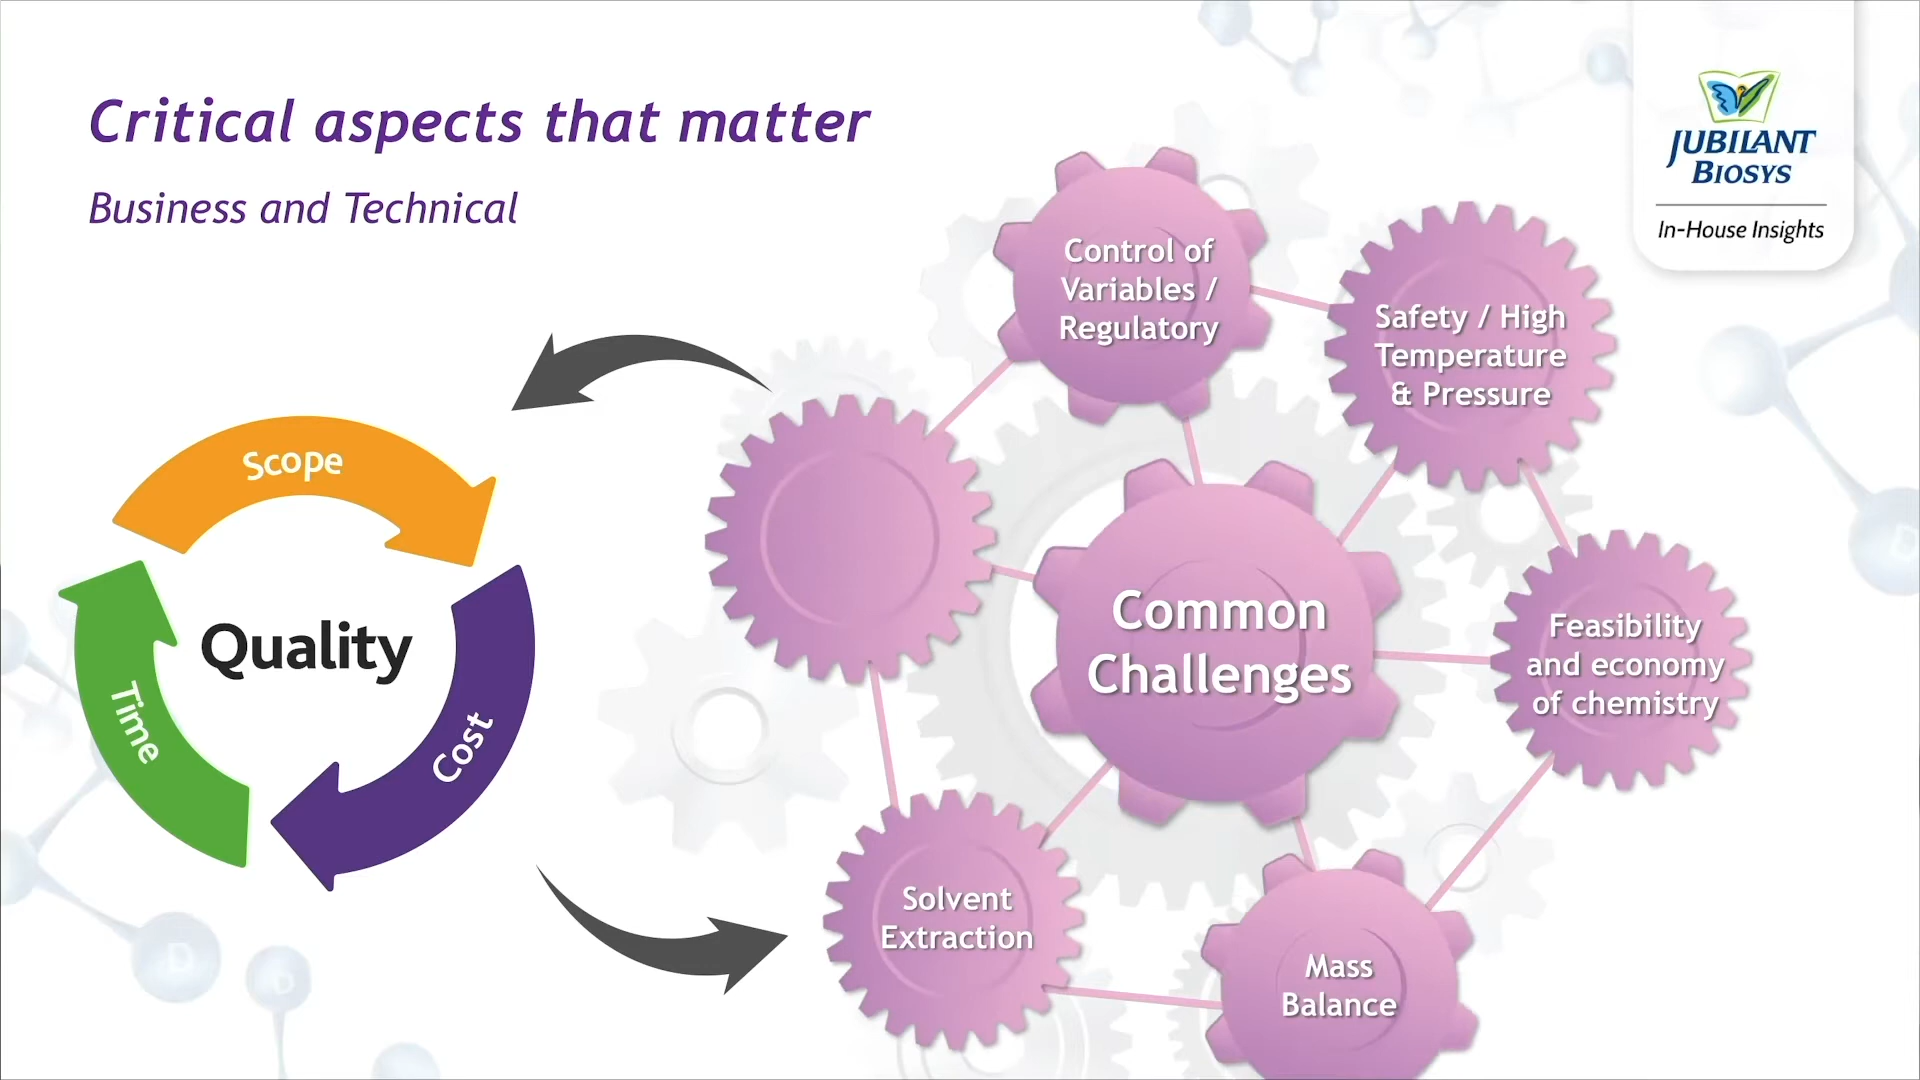 Critical aspects that matter
Business and Technical
JUBILANT
BIOSYS
In-House Insights
Scope
Quality
Time
Cost
Control of
Variables /
Regulatory
Safety / High
Temperature
& Pressure
Common
Challenges
Feasibility
and economy
of chemistry
Solvent
Extraction
Mass
Balance
D
D
D